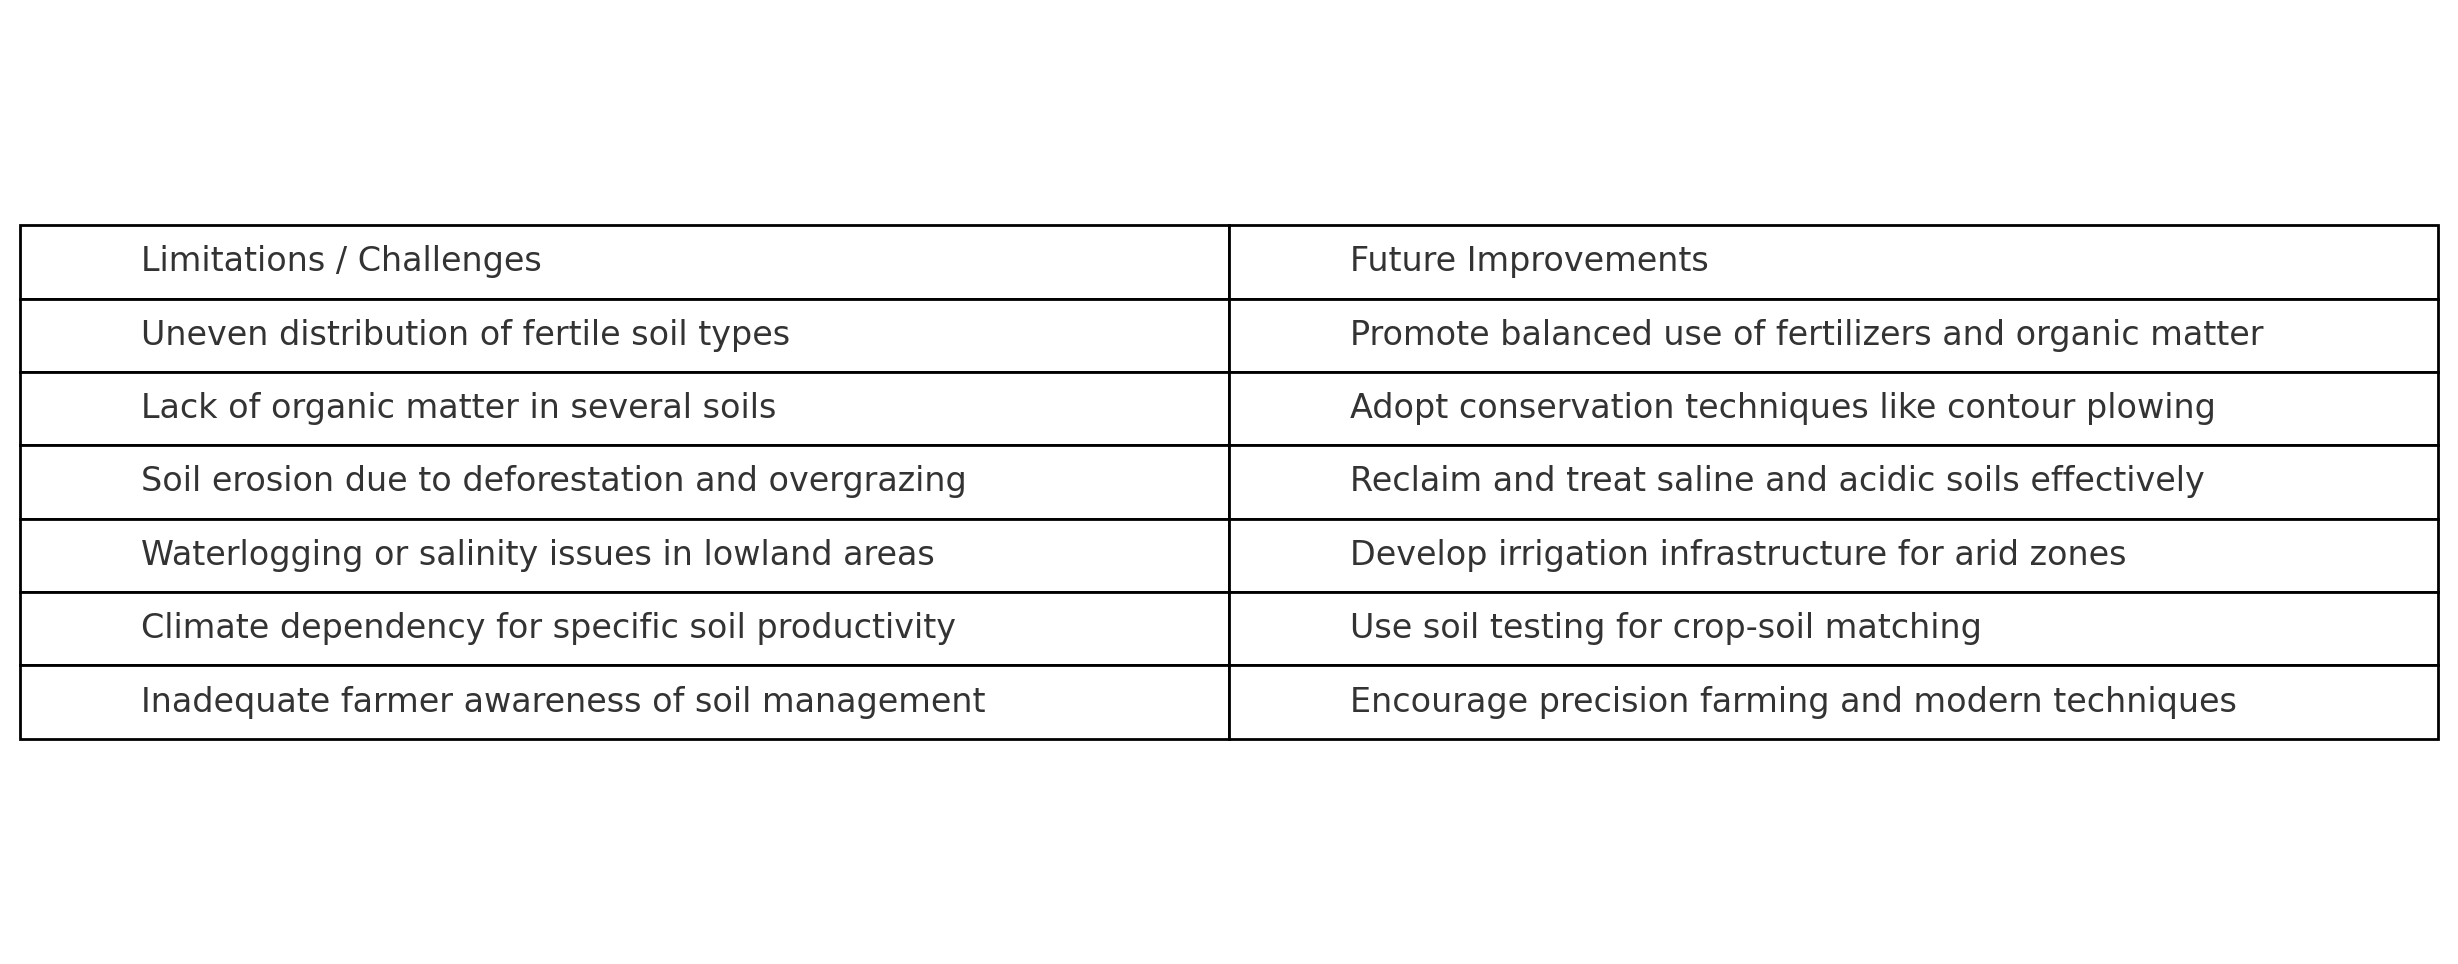 Limitations / Challenges
Future Improvements
Uneven distribution of fertile soil types
Promote balanced use of fertilizers and organic matter
Lack of organic matter in several soils
Adopt conservation techniques like contour plowing
Soil erosion due to deforestation and overgrazing
Reclaim and treat saline and acidic soils effectively
Waterlogging or salinity issues in lowland areas
Develop irrigation infrastructure for arid zones
Climate dependency for specific soil productivity
Use soil testing for crop-soil matching
Inadequate farmer awareness of soil management
Encourage precision farming and modern techniques